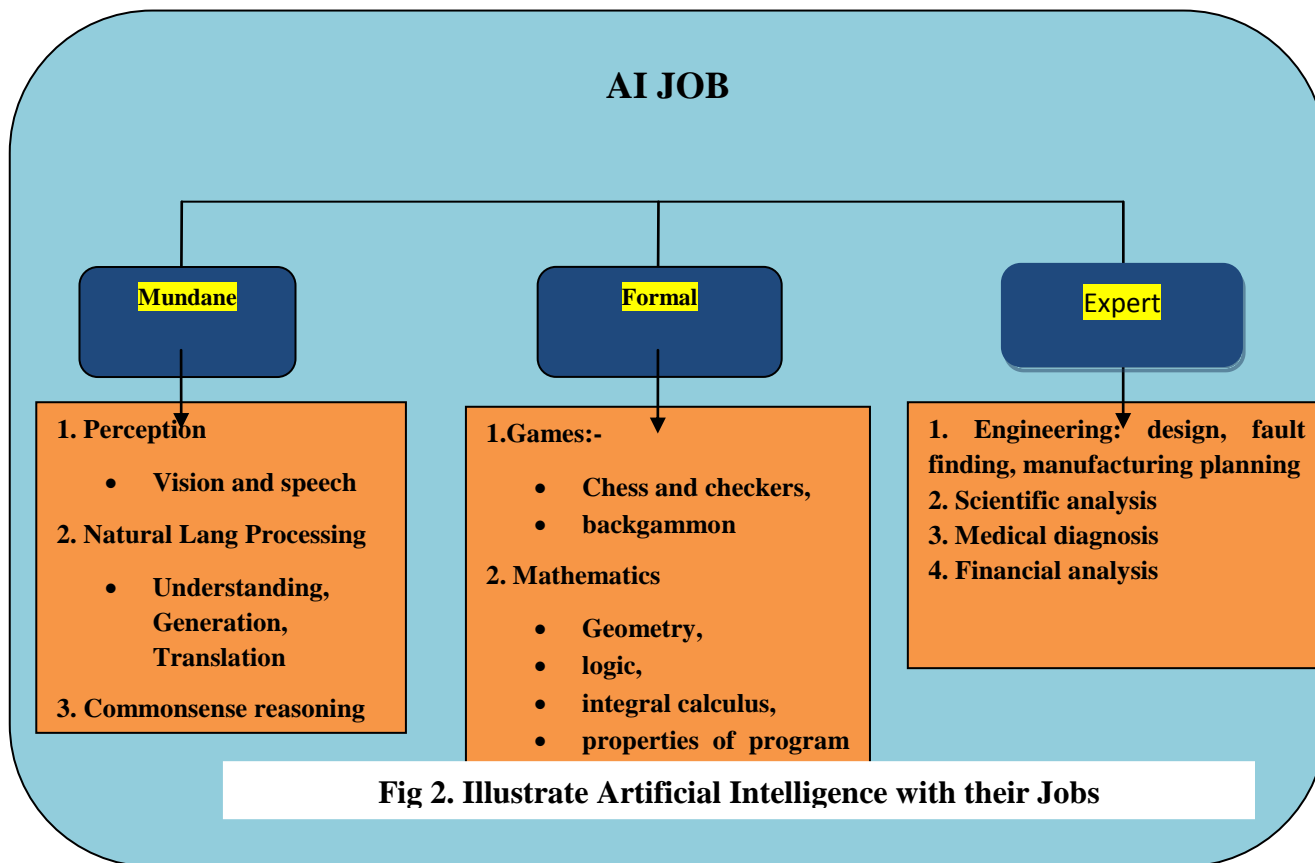 AI JOB
Mundane
Formal
Expert
1. Perception
• Vision and speech
2. Natural Lang Processing
• Understanding,
Generation,
Translation
3. Commonsense reasoning
1.Games:-
• Chess and checkers,
• backgammon
2. Mathematics
• Geometry,
• logic,
• integral calculus,
• properties of program
1. Engineering: design, fault
finding, manufacturing planning
2. Scientific analysis
3. Medical diagnosis
4. Financial analysis
Fig 2. Illustrate Artificial Intelligence with their Jobs